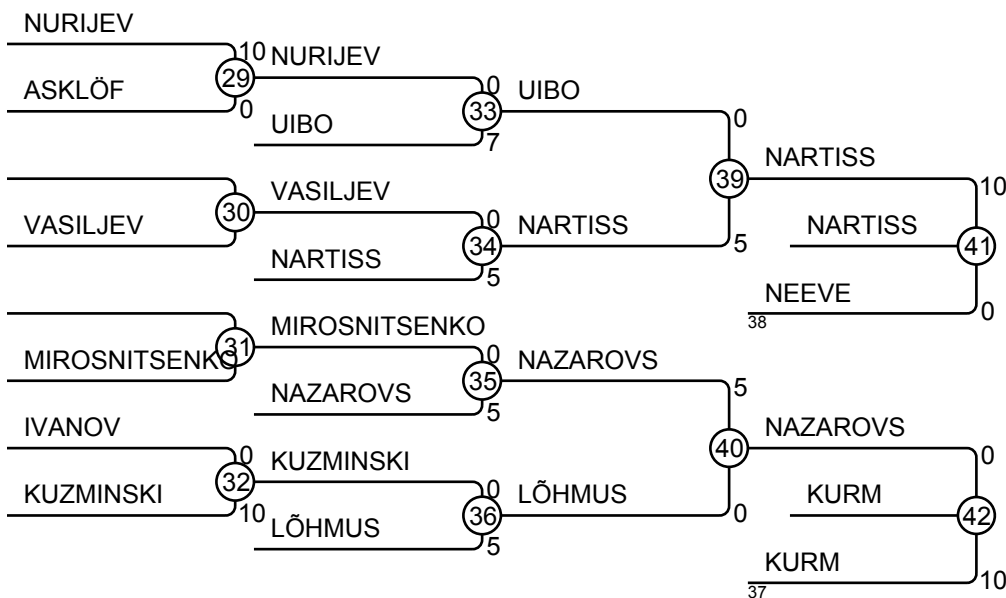 NURIJEV
10
NURIJEV
29
0
UIBO
ASKLÖF
33
0
UIBO
7
0
NARTISS
39
10
VASILJEV
30
0
NARTISS
VASILJEV
NARTISS
34
41
NARTISS
5
5
NEEVE
0
38
MIROSNITSENKO
31
0
NAZAROVS
MIROSNITSENKO
35
5
NAZAROVS
5
IVANOV
NAZAROVS
0
40
0
KUZMINSKI
32
0
LÕHMUS
KURM
KUZMINSKI
36
42
10
LÕHMUS
0
5
KURM
10
37